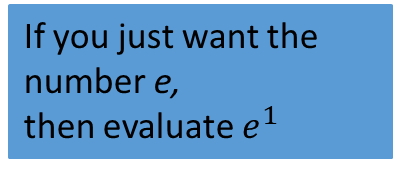 If you just want the
number e,
then evaluate e¹